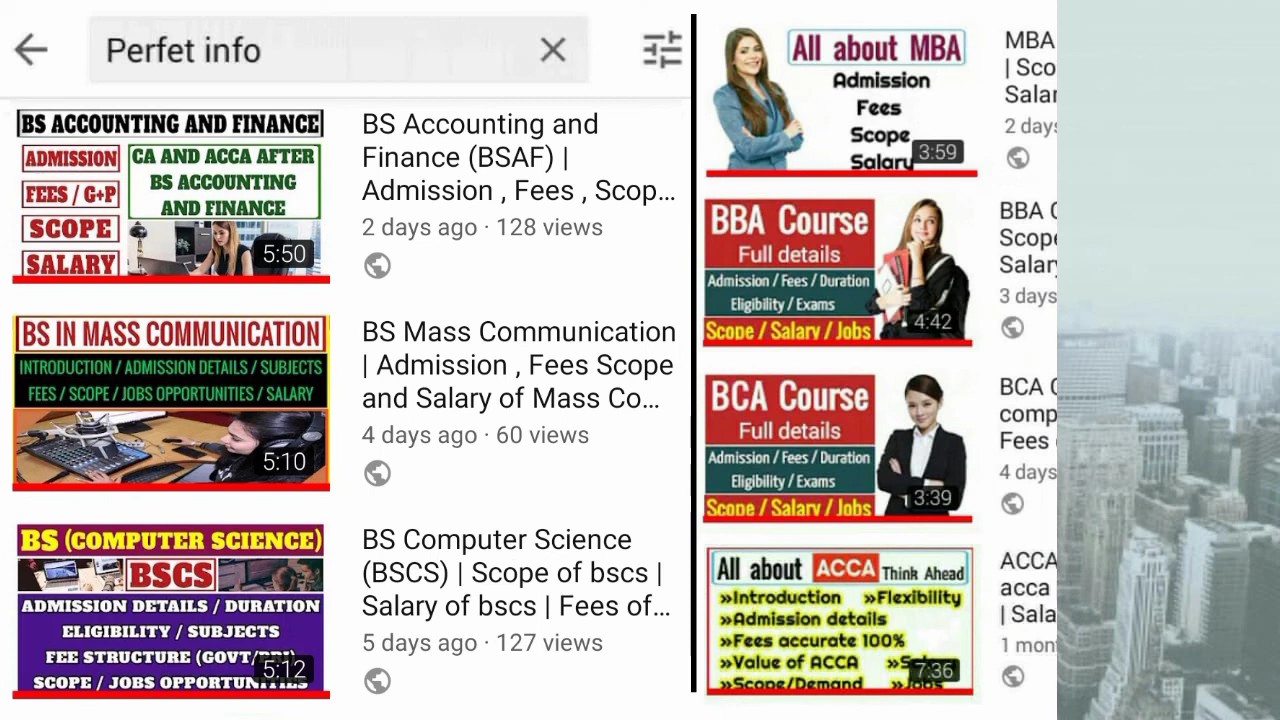 Perfet info
BS ACCOUNTING AND FINANCE
ADMISSION
FEES / G+P
SCOPE
SALARY
CA AND ACCA AFTER
BS ACCOUNTING
AND FINANCE
5:50
BS Accounting and
Finance (BSAF) |
Admission , Fees , Scop...
2 days ago · 128 views
BS IN MASS COMMUNICATION
INTRODUCTION / ADMISSION DETAILS / SUBJECTS
FEES / SCOPE / JOBS OPPORTUNITIES / SALARY
5:10
BS Mass Communication
| Admission , Fees Scope
and Salary of Mass Co...
4 days ago · 60 views
BS (COMPUTER SCIENCE)
BSCS
ADMISSION DETAILS / DURATION
ELIGIBILITY / SUBJECTS
FEE STRUCTURE (GOVT/
SCOPE / JOBS OPPORTUNITIES
5:12
BS Computer Science
(BSCS) | Scope of bscs |
Salary of bscs | Fees of...
5 days ago · 127 views
All about MBA
Admission
Fees
Scope
Salary
3:59
MBA
| Sco
Salar
2 days
BBA Course
Full details
Admission / Fees / Duration
Eligibility / Exams
Scope / Salary / Jobs
4:42
BBA C
Scope
Salary
3 days
BCA Course
Full details
Admission / Fees / Duration
Eligibility / Exams
Scope / Salary / Jobs
3:39
BCA C
comp
Fees
4 days
All about ACCA Think Ahead
»Introduction »Flexibility
»Admission details
»Fees accurate 100%
»Value of ACCA
»Scope/Demand »Jobs
7:36
ACCA
acca
| Sala
1 mon